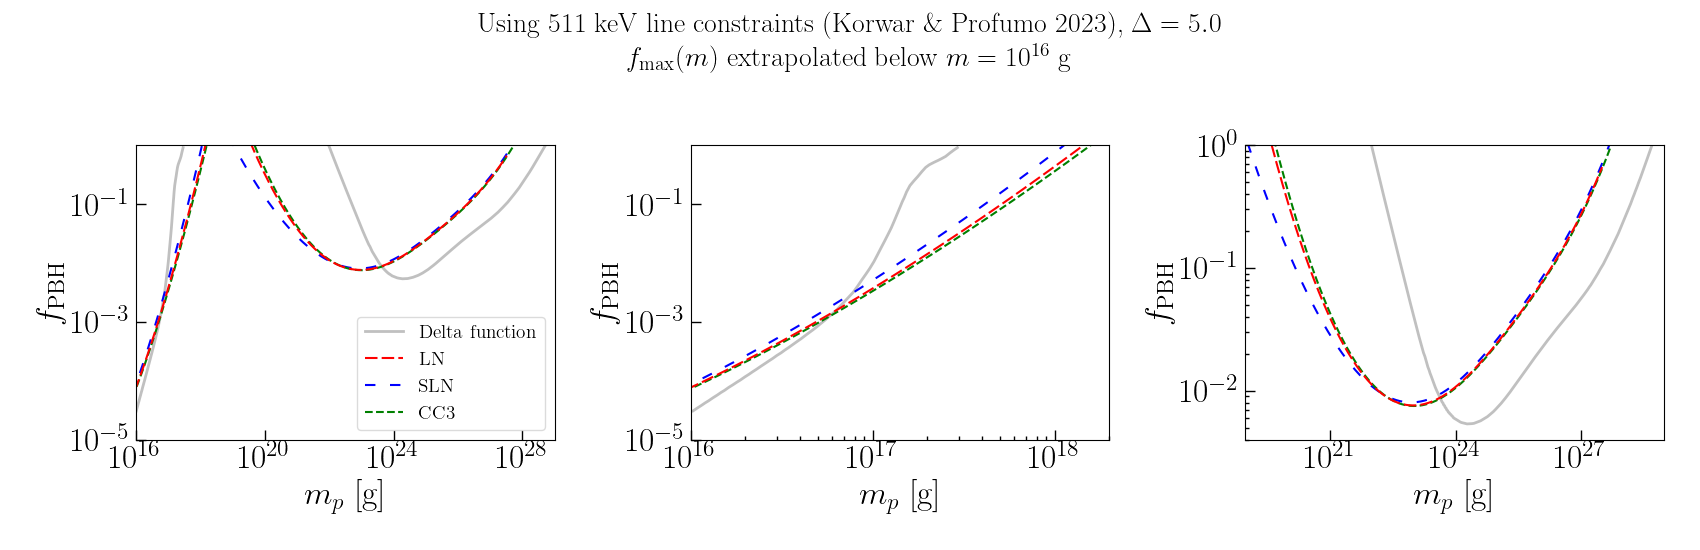 Using 511 keV line constraints (Korwar & Profumo 2023), Δ = 5.0
f_max(m) extrapolated below m = 10^16 g
f_PBH
10^-1
10^-3
10^-5
10^16
10^20
10^24
10^28
m_p [g]
Delta function
LN
SLN
CC3
f_PBH
10^-1
10^-3
10^-5
10^16
10^17
10^18
m_p [g]
f_PBH
10^0
10^-1
10^-2
10^21
10^24
10^27
m_p [g]